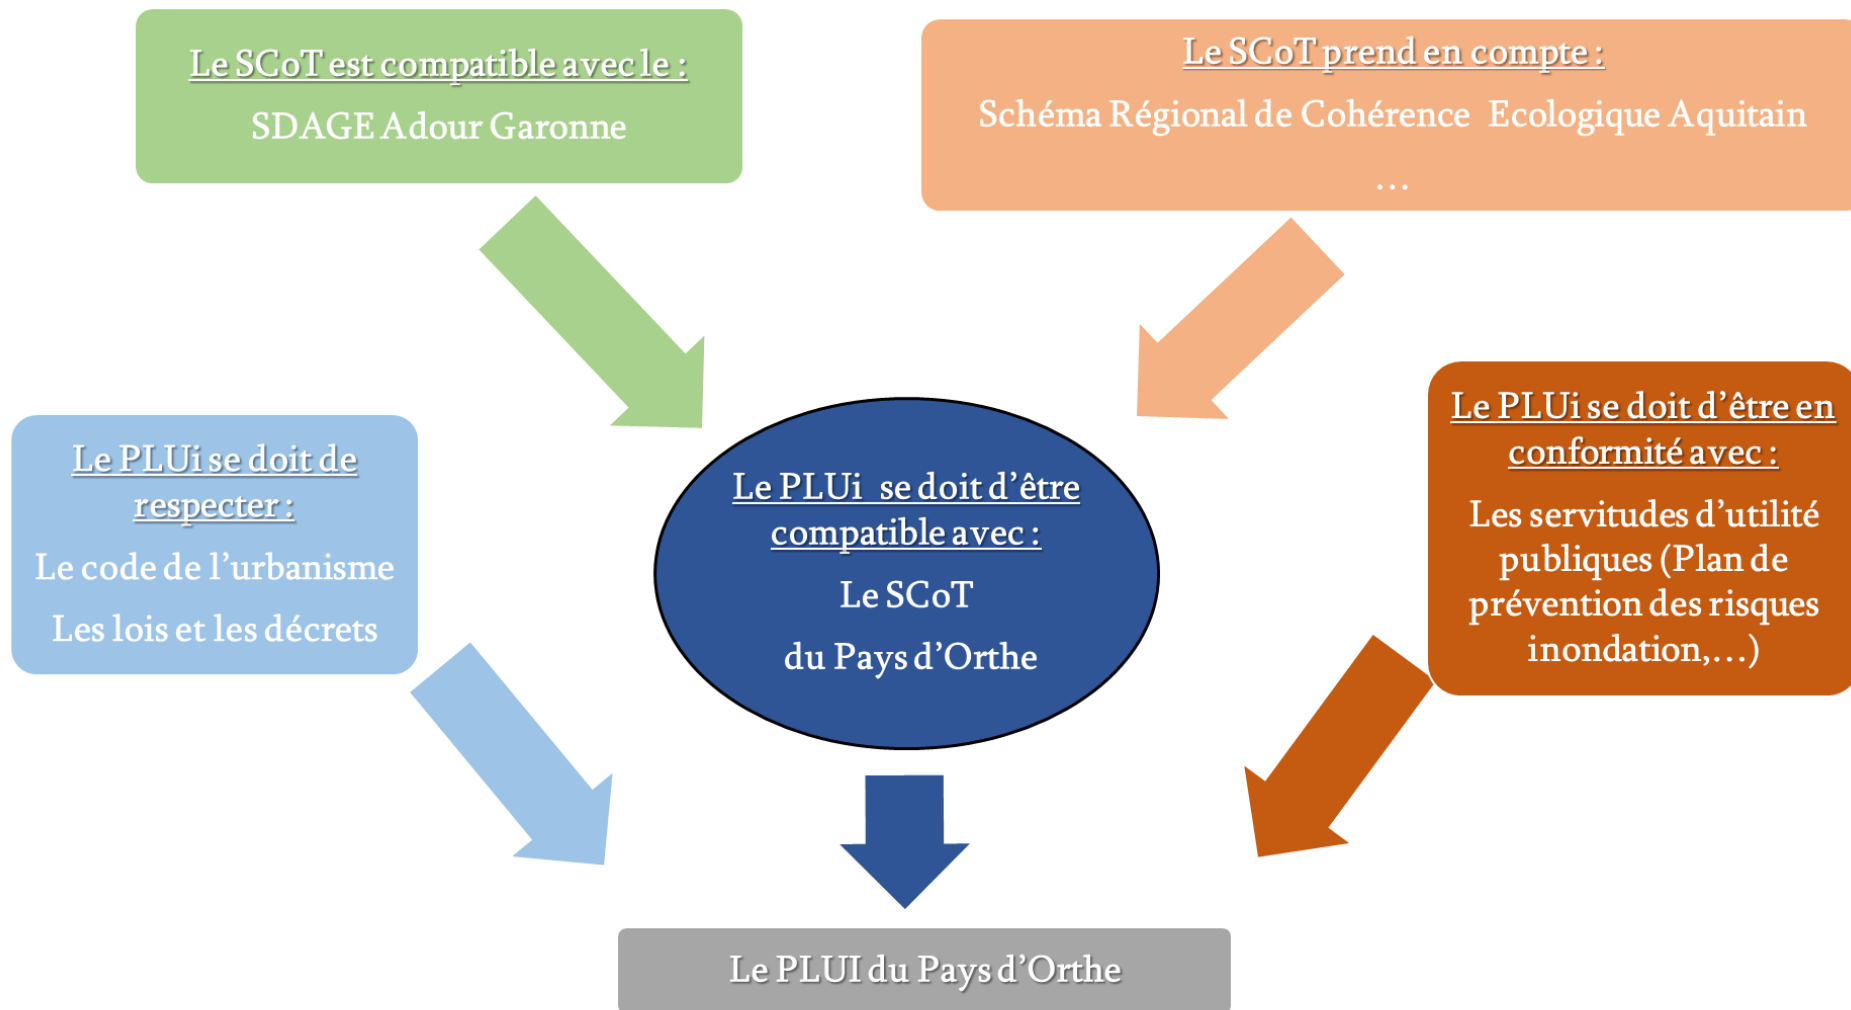 Le SCoT est compatible avec le :
SDAGE Adour Garonne
Le SCoT prend en compte :
Schéma Régional de Cohérence Ecologique Aquitain
...
Le PLUi se doit de
respecter :
Le code de l'urbanisme
Les lois et les décrets
Le PLUi se doit d'être
compatible avec :
Le SCoT
du Pays d'Orthe
Le PLUi se doit d'être en
conformité avec :
Les servitudes d'utilité
publiques (Plan de
prévention des risques
inondation,...)
Le PLUI du Pays d'Orthe